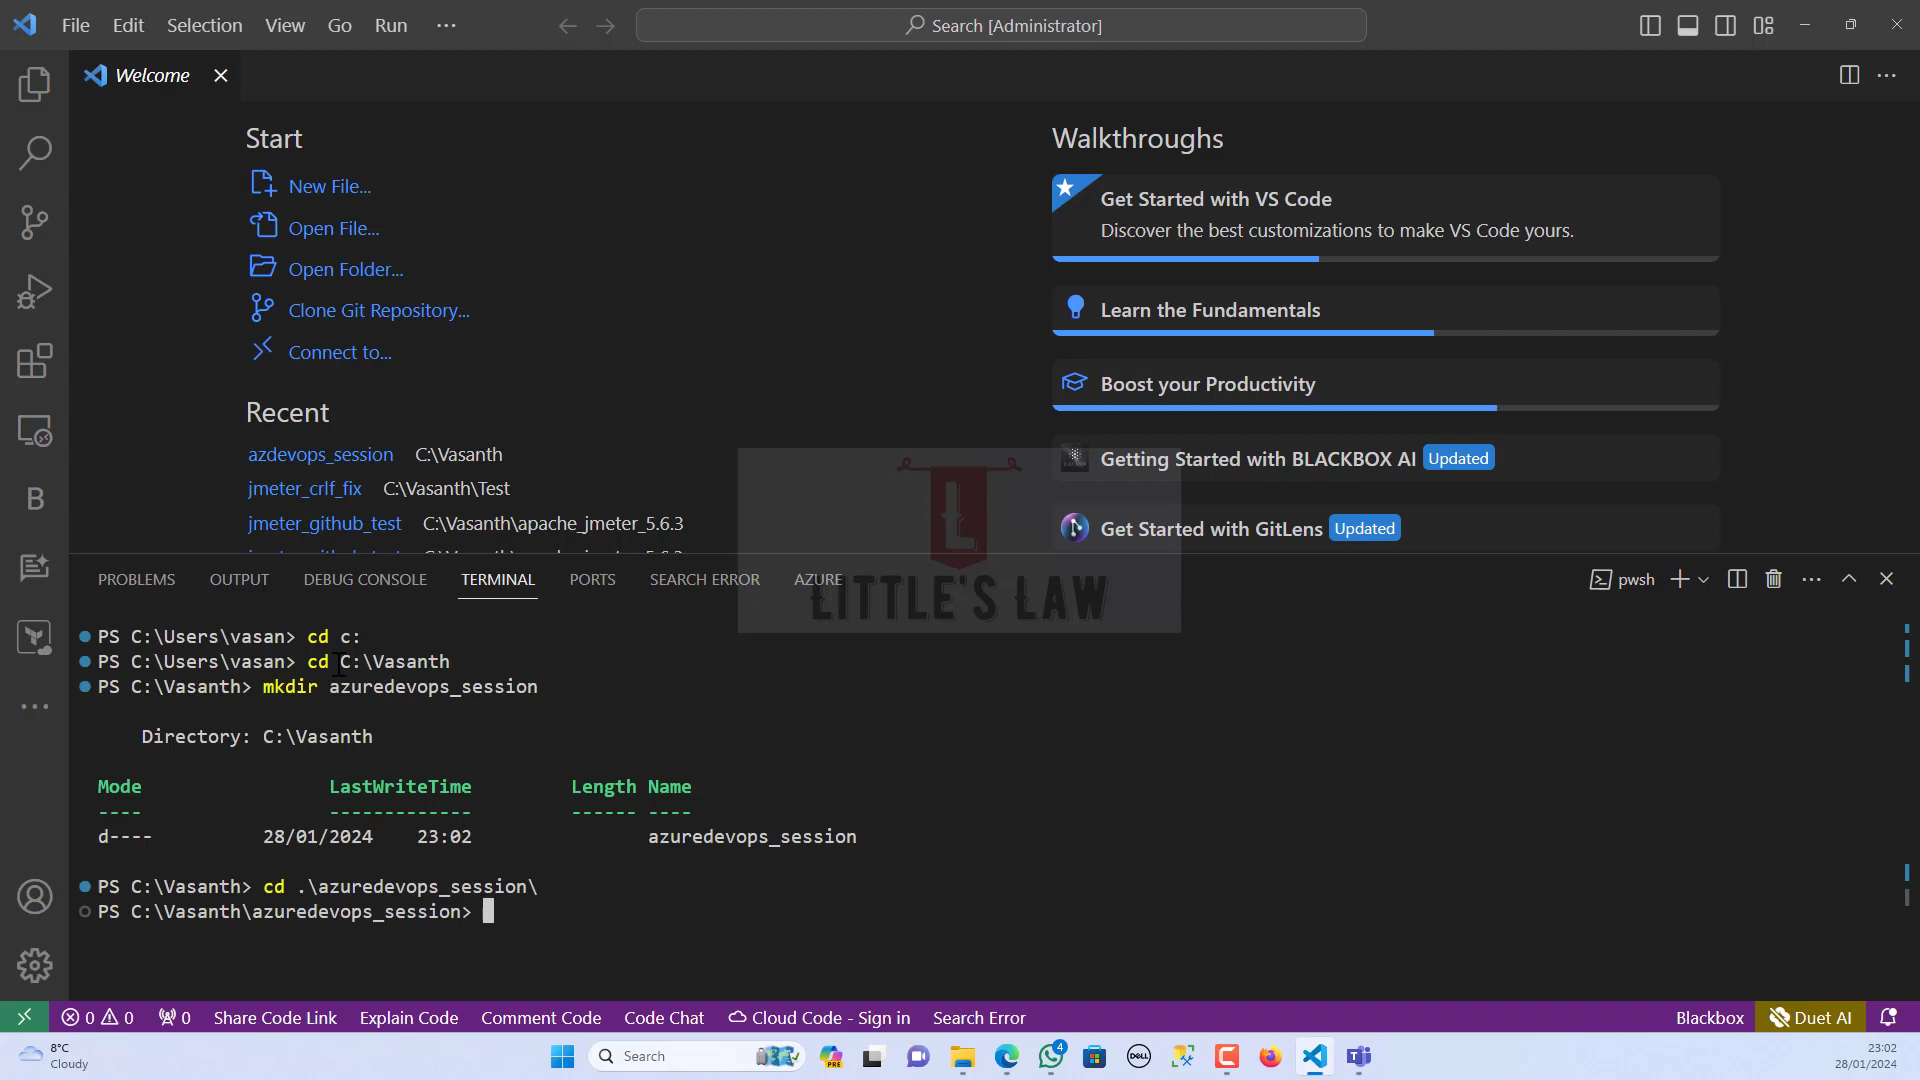 File Edit Selection View Go Run ···
Search [Administrator]
Welcome
Start
New File...
Open File...
Open Folder...
Clone Git Repository...
Connect to...
Recent
azdevops_session C:\Vasanth
jmeter_crlf_fix C:\Vasanth\Test
jmeter_github_test C:\Vasanth\apache_jmeter_5.6.3
Walkthroughs
Get Started with VS Code
Discover the best customizations to make VS Code yours.
Learn the Fundamentals
Boost your Productivity
Getting Started with BLACKBOX AI Updated
Get Started with GitLens Updated
L
LITTLE'S LAW
PROBLEMS OUTPUT DEBUG CONSOLE TERMINAL PORTS SEARCH ERROR AZURE
pwsh
PS C:\Users\vasan> cd c:
PS C:\Users\vasan> cd C:\Vasanth
PS C:\Vasanth> mkdir azuredevops_session
Directory: C:\Vasanth
Mode LastWriteTime Length Name
---- ------------- ------ ----
d---- 28/01/2024 23:02 azuredevops_session
PS C:\Vasanth> cd .\azuredevops_session\
PS C:\Vasanth\azuredevops_session>
B
0 0 0 Share Code Link Explain Code Comment Code Code Chat Cloud Code - Sign in Search Error
Blackbox Duet AI
8°C
Cloudy
Search
PRE
4
DELL
23:02
28/01/2024